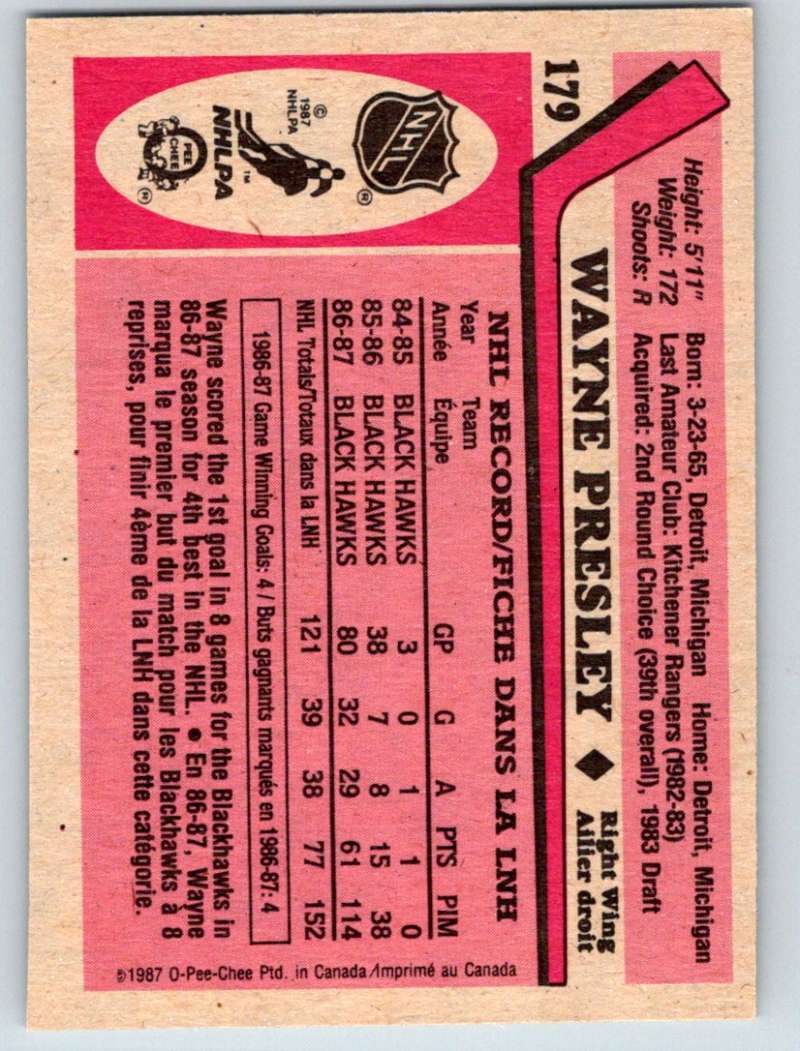 179
Height: 5'11" Born: 3-23-65, Detroit, Michigan Home: Detroit, Michigan
Weight: 172 Last Amateur Club: Kitchener Rangers (1982-83)
Shoots: R Acquired: 2nd Round Choice (39th overall), 1983 Draft
WAYNE PRESLEY ◆ Right Wing
Ailier droit
NHL RECORD/FICHE DANS LA LNH
Year Team
Année Équipe GP G A PTS PIM
84-85 BLACK HAWKS 3 0 1 1 0
85-86 BLACK HAWKS 38 7 8 15 38
86-87 BLACK HAWKS 80 32 29 61 114
NHL Totals/Totaux dans la LNH 121 39 38 77 152
1986-87 Game Winning Goals: 4 / Buts gagnants marqués en 1986-87: 4
Wayne scored the 1st goal in 8 games for the Blackhawks in
86-87 season for 4th best in the NHL. ● En 86-87, Wayne
marqua le premier but du match pour les Blackhawks à 8
reprises, pour finir 4ème de la LNH dans cette catégorie.
©1987 O-Pee-Chee Ptd. in Canada/Imprimé au Canada
NHL
®
© 1987
NHLPA
NHLPA
™
O
PEE
CHEE
®